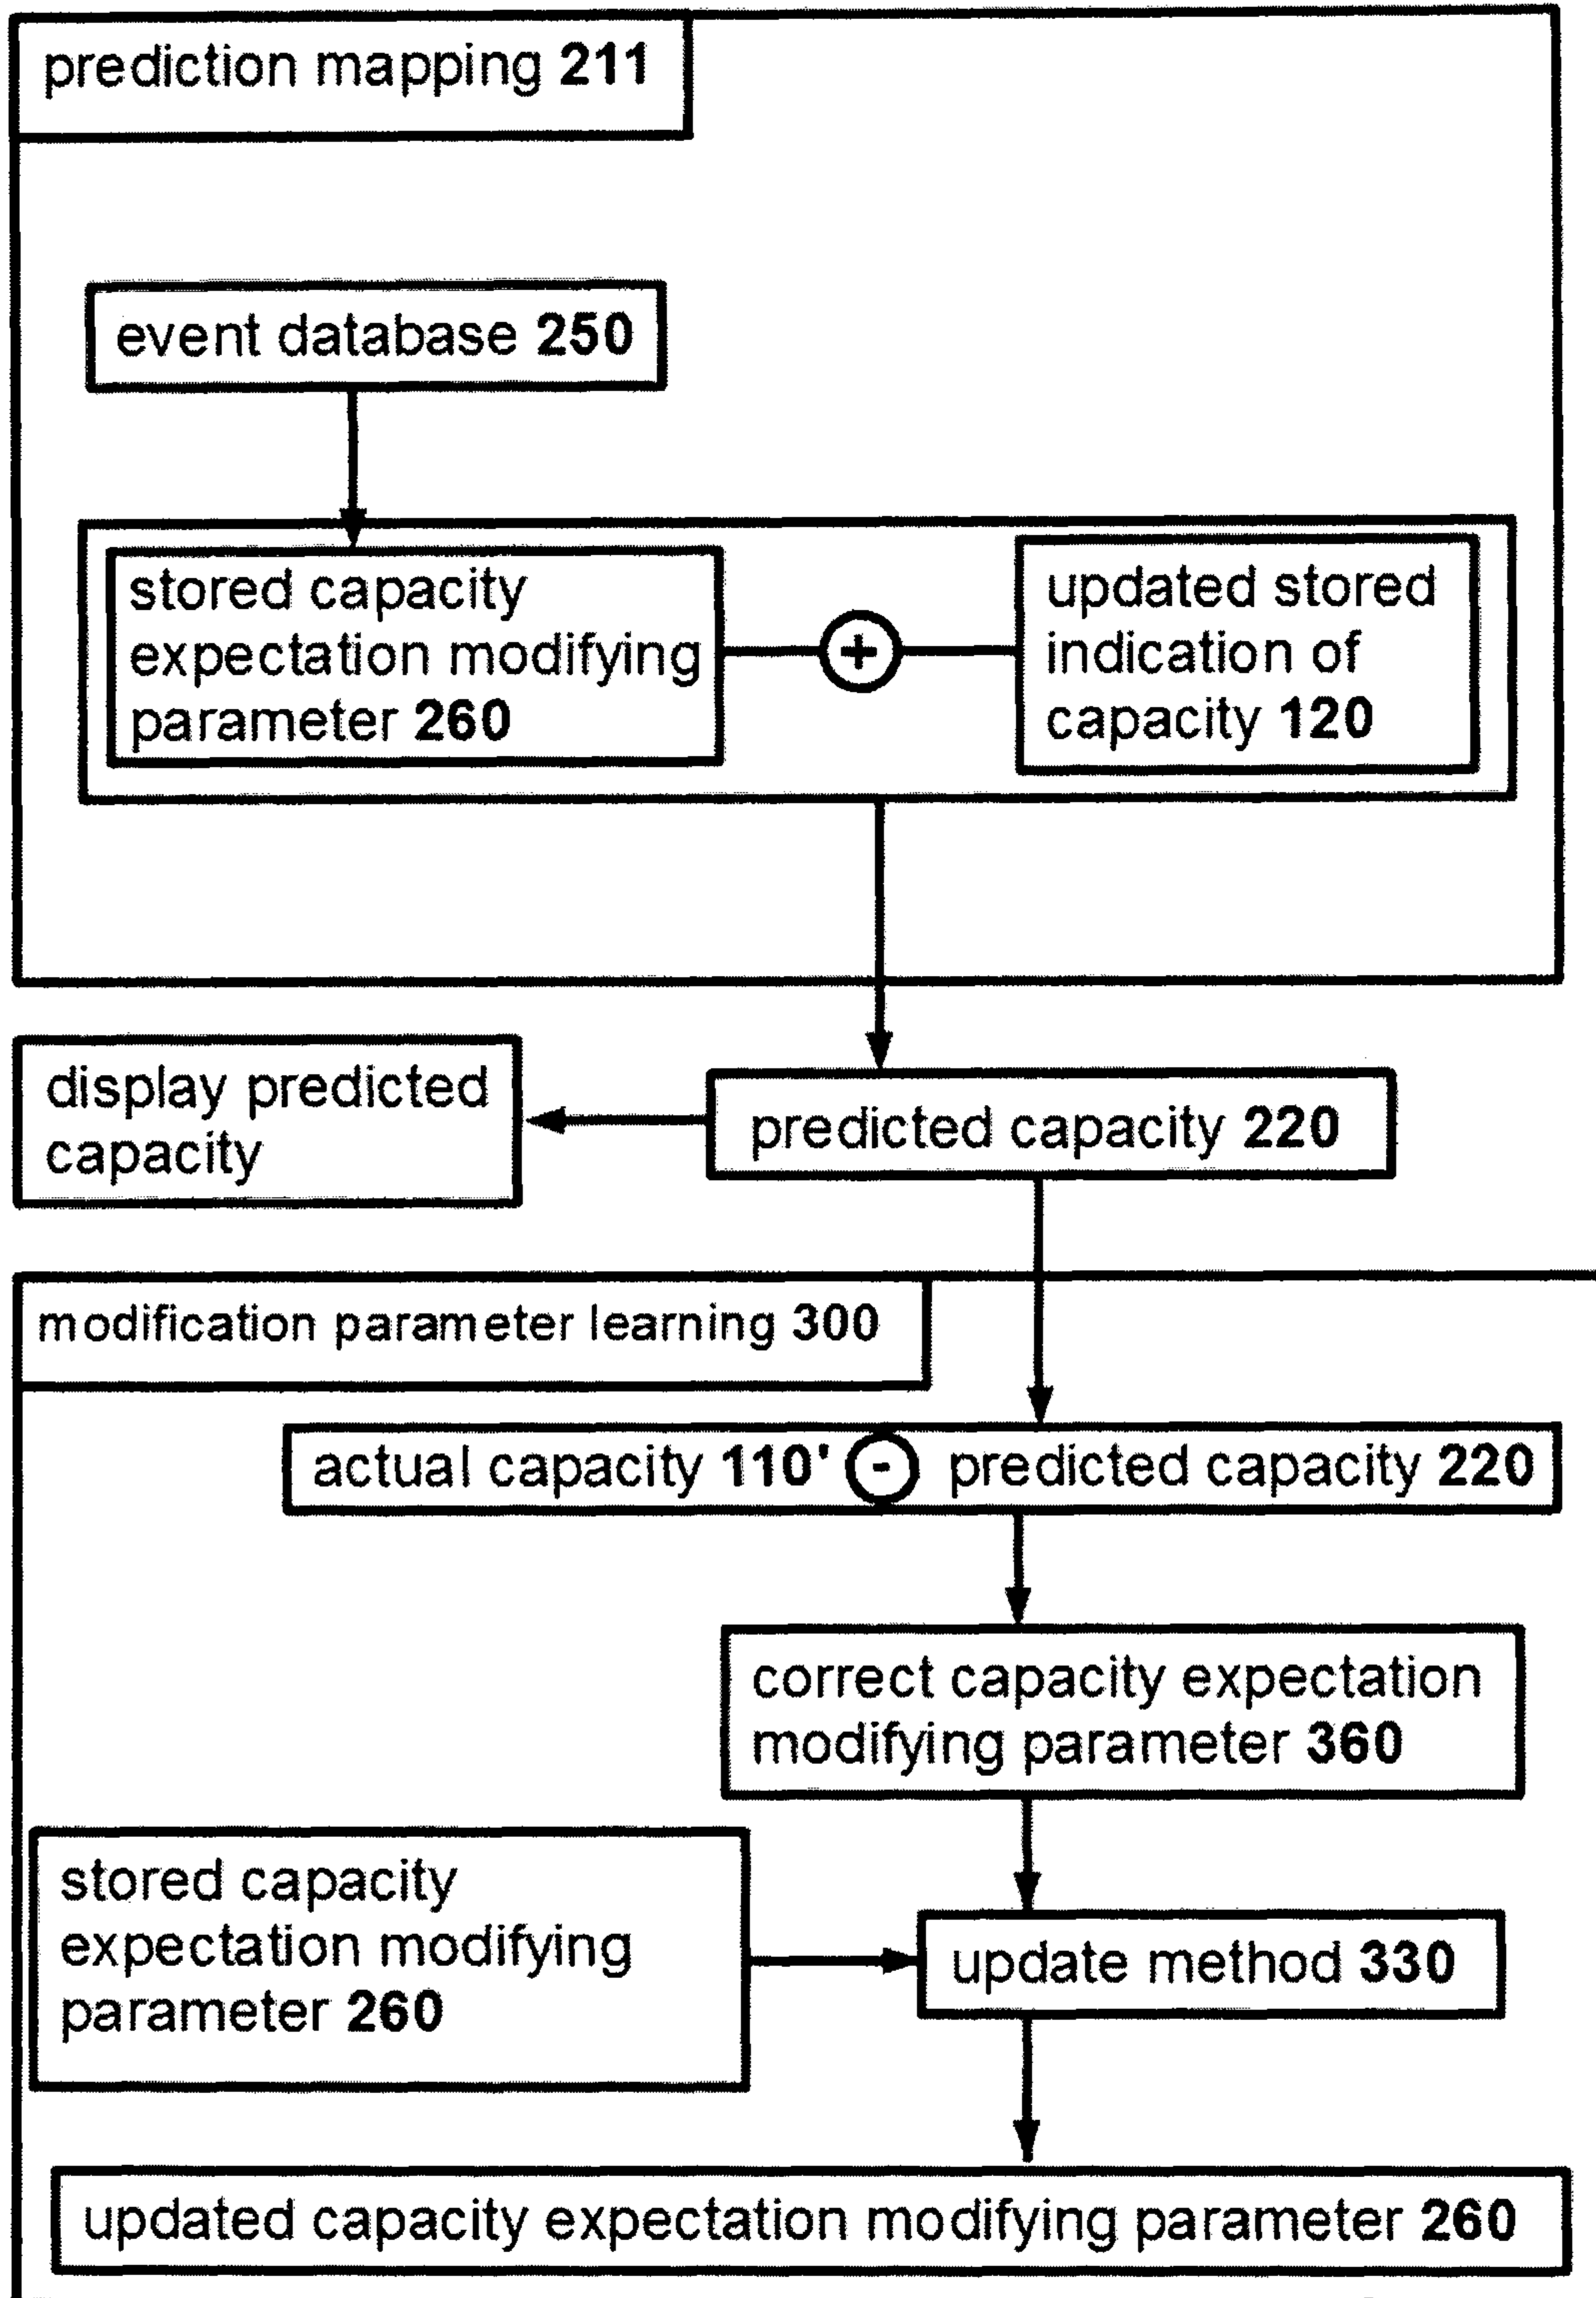 prediction mapping 211
event database 250
stored capacity
expectation modifying
parameter 260
+
updated stored
indication of
capacity 120
display predicted
capacity
predicted capacity 220
modification parameter learning 300
actual capacity 110' - predicted capacity 220
correct capacity expectation
modifying parameter 360
stored capacity
expectation modifying
parameter 260
update method 330
updated capacity expectation modifying parameter 260